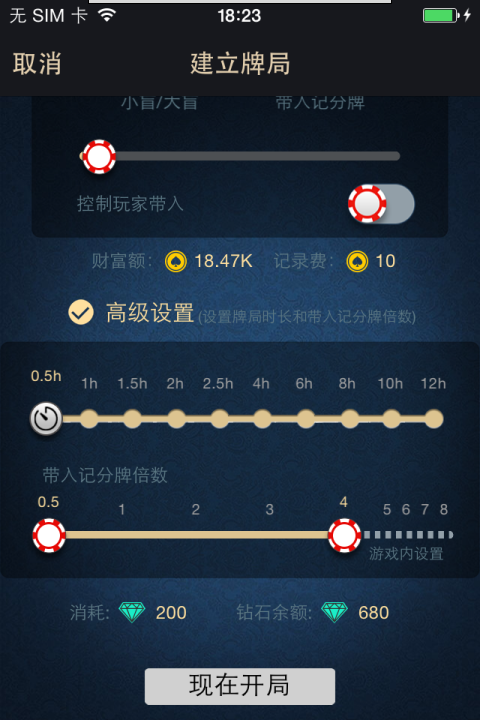 无 SIM 卡 18:23
取消 建立牌局
小盲/大盲 带入记分牌
控制玩家带入
财富额: 18.47K 记录费: 10
高级设置 (设置牌局时长和带入记分牌倍数)
0.5h 1h 1.5h 2h 2.5h 4h 6h 8h 10h 12h
带入记分牌倍数
0.5 1 2 3 4 5 6 7 8
游戏内设置
消耗: 200 钻石余额: 680
现在开局